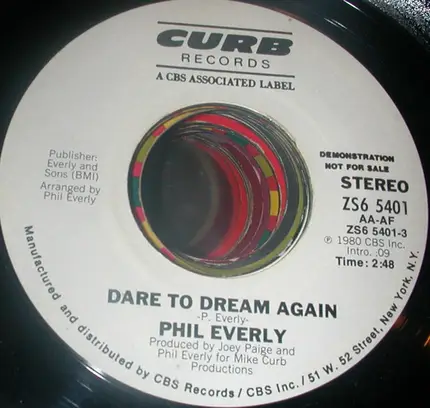 CURB
RECORDS
A CBS ASSOCIATED LABEL
Publisher:
Everly and
Sons (BMI)
Arranged by
Phil Everly
DEMONSTRATION
NOT FOR SALE
STEREO
ZS6 5401
AA-AF
ZS6 5401-3
℗ 1980 CBS Inc.
Intro. :09
Time: 2:48
DARE TO DREAM AGAIN
-P. Everly-
PHIL EVERLY
Produced by Joey Paige and
Phil Everly for Mike Curb
Productions
Manufactured and distributed by CBS Records/CBS Inc./51 W. 52 Street, New York, N.Y.